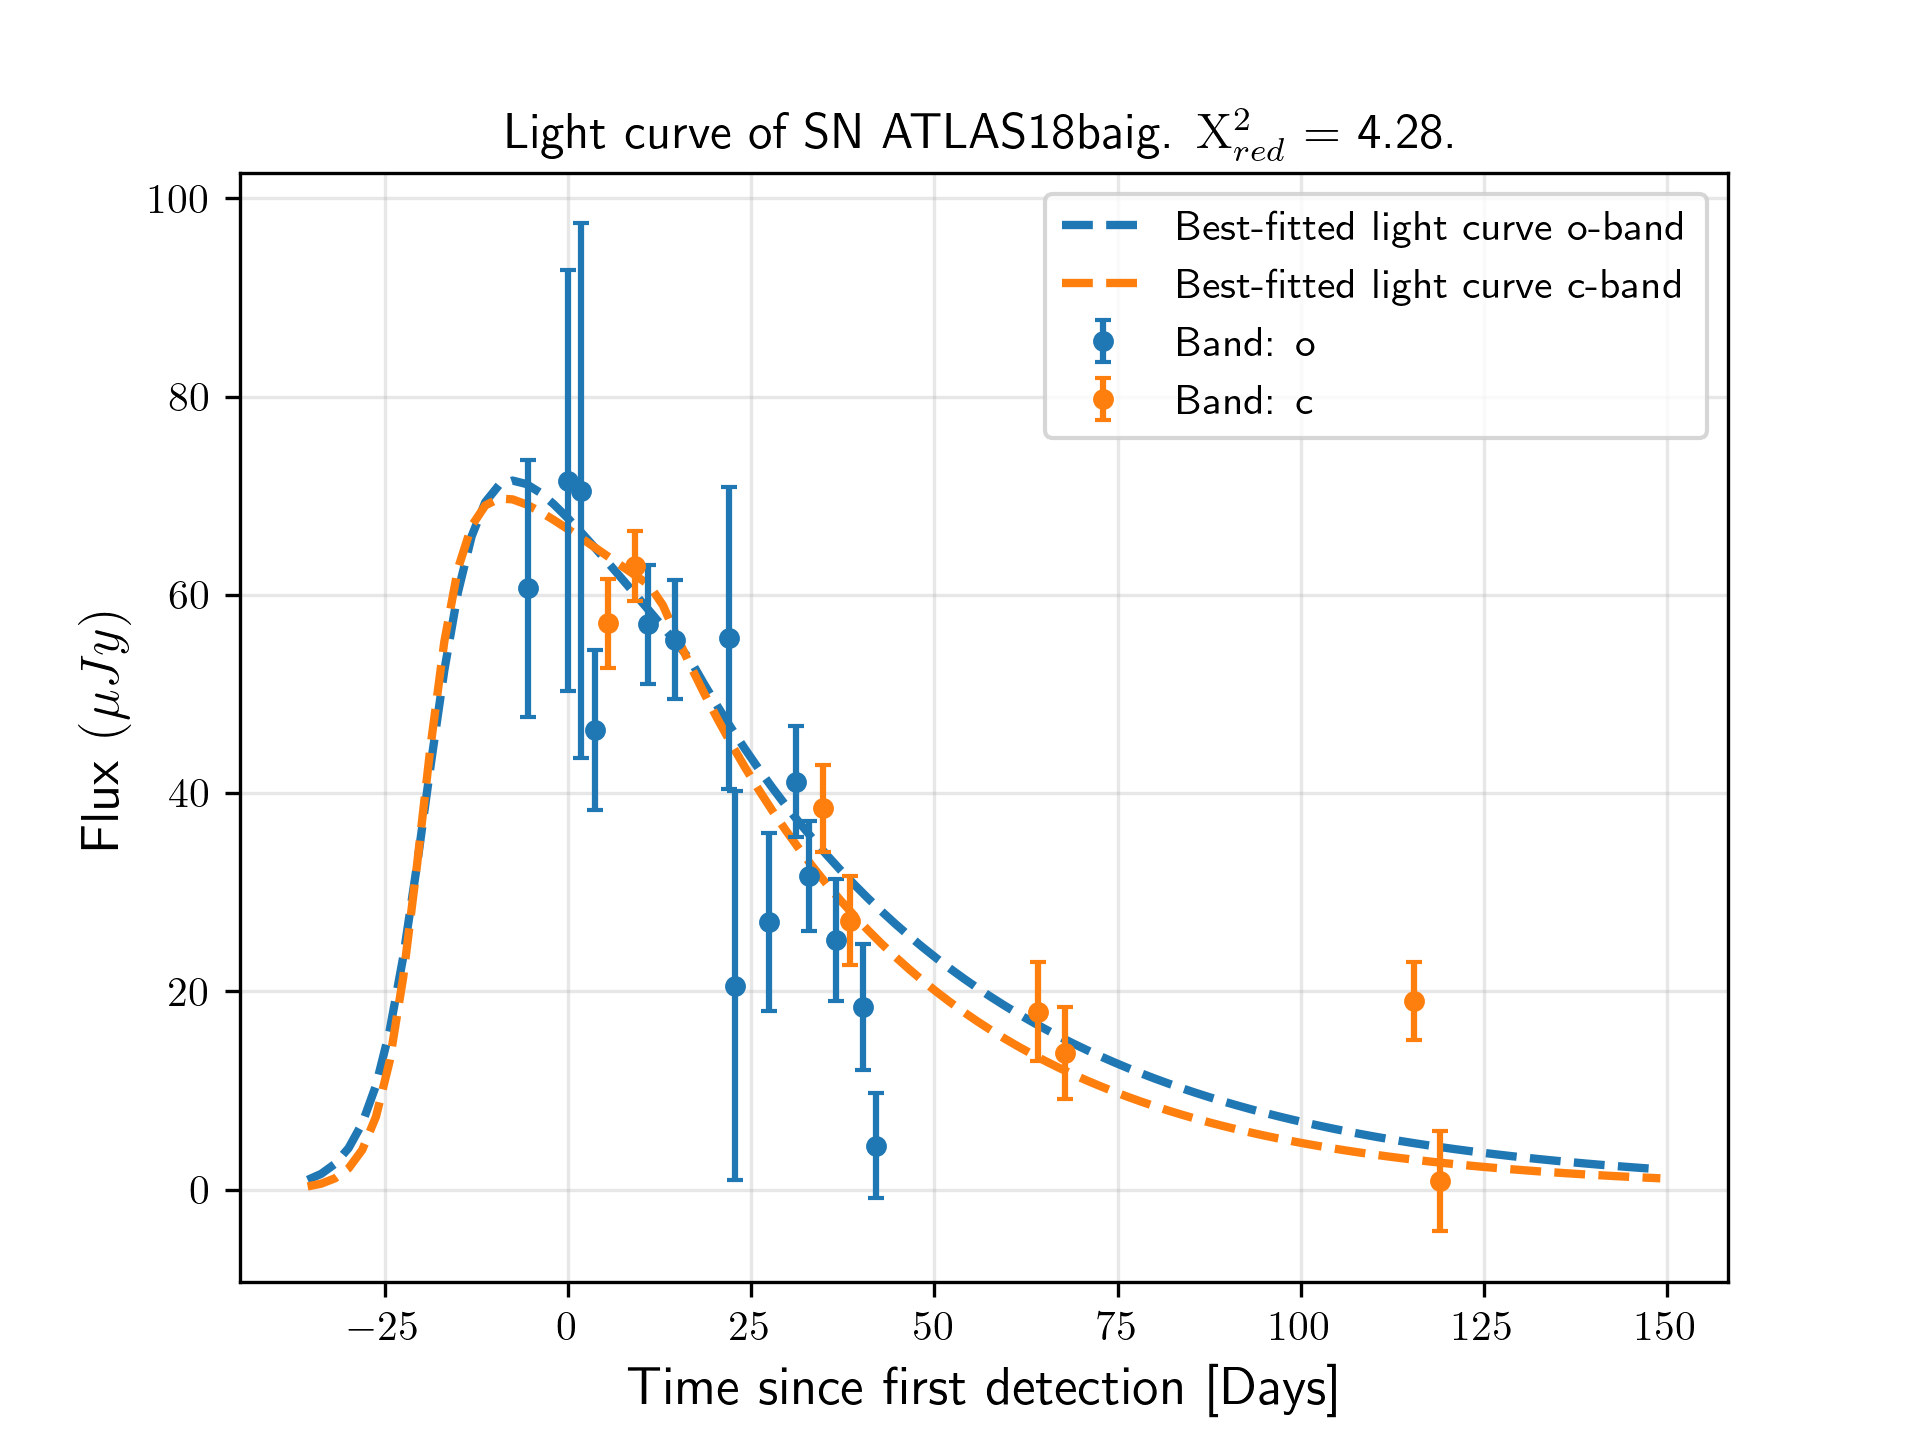 Light curve of SN ATLAS18baig. X²_red = 4.28.
100
80
60
40
20
0
Flux (μJy)
Best-fitted light curve o-band
Best-fitted light curve c-band
Band: o
Band: c
−25 0 25 50 75 100 125 150
Time since first detection [Days]